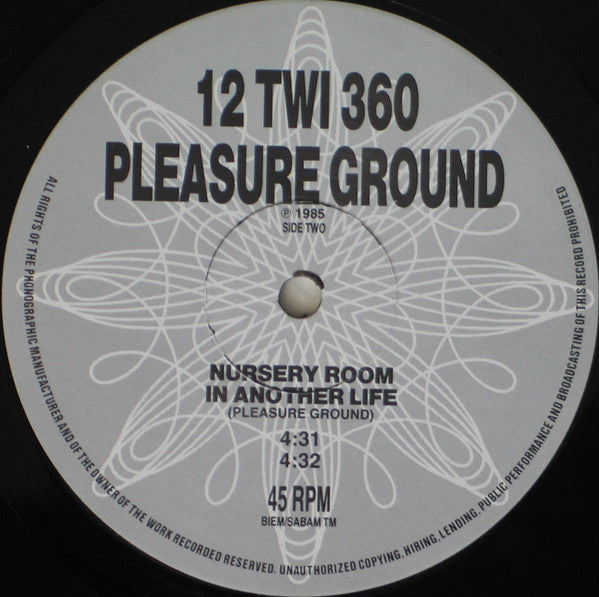 12 TWI 360
PLEASURE GROUND
℗ 1985
SIDE TWO
NURSERY ROOM
IN ANOTHER LIFE
(PLEASURE GROUND)
4:31
4:32
45 RPM
BIEM/SABAM TM
ALL RIGHTS OF THE PHONOGRAPHIC MANUFACTURER AND OF THE OWNER OF THE WORK RECORDED RESERVED. UNAUTHORIZED COPYING, HIRING, LENDING, PUBLIC PERFORMANCE AND BROADCASTING OF THIS RECORD PROHIBITED